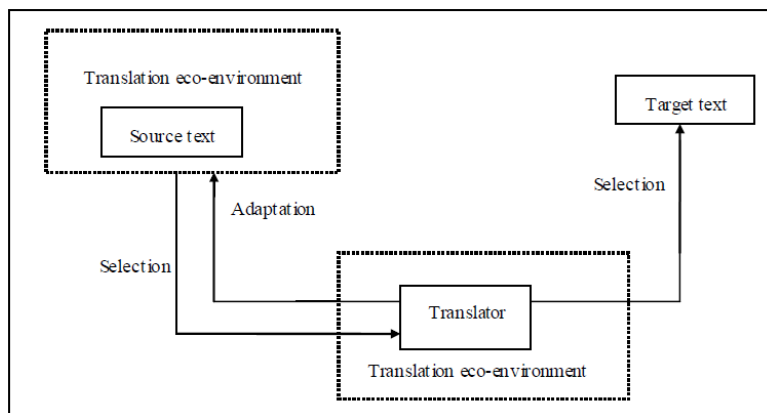 Translation eco-environment
Source text
Target text
Selection
Adaptation
Selection
Translator
Translation eco-environment